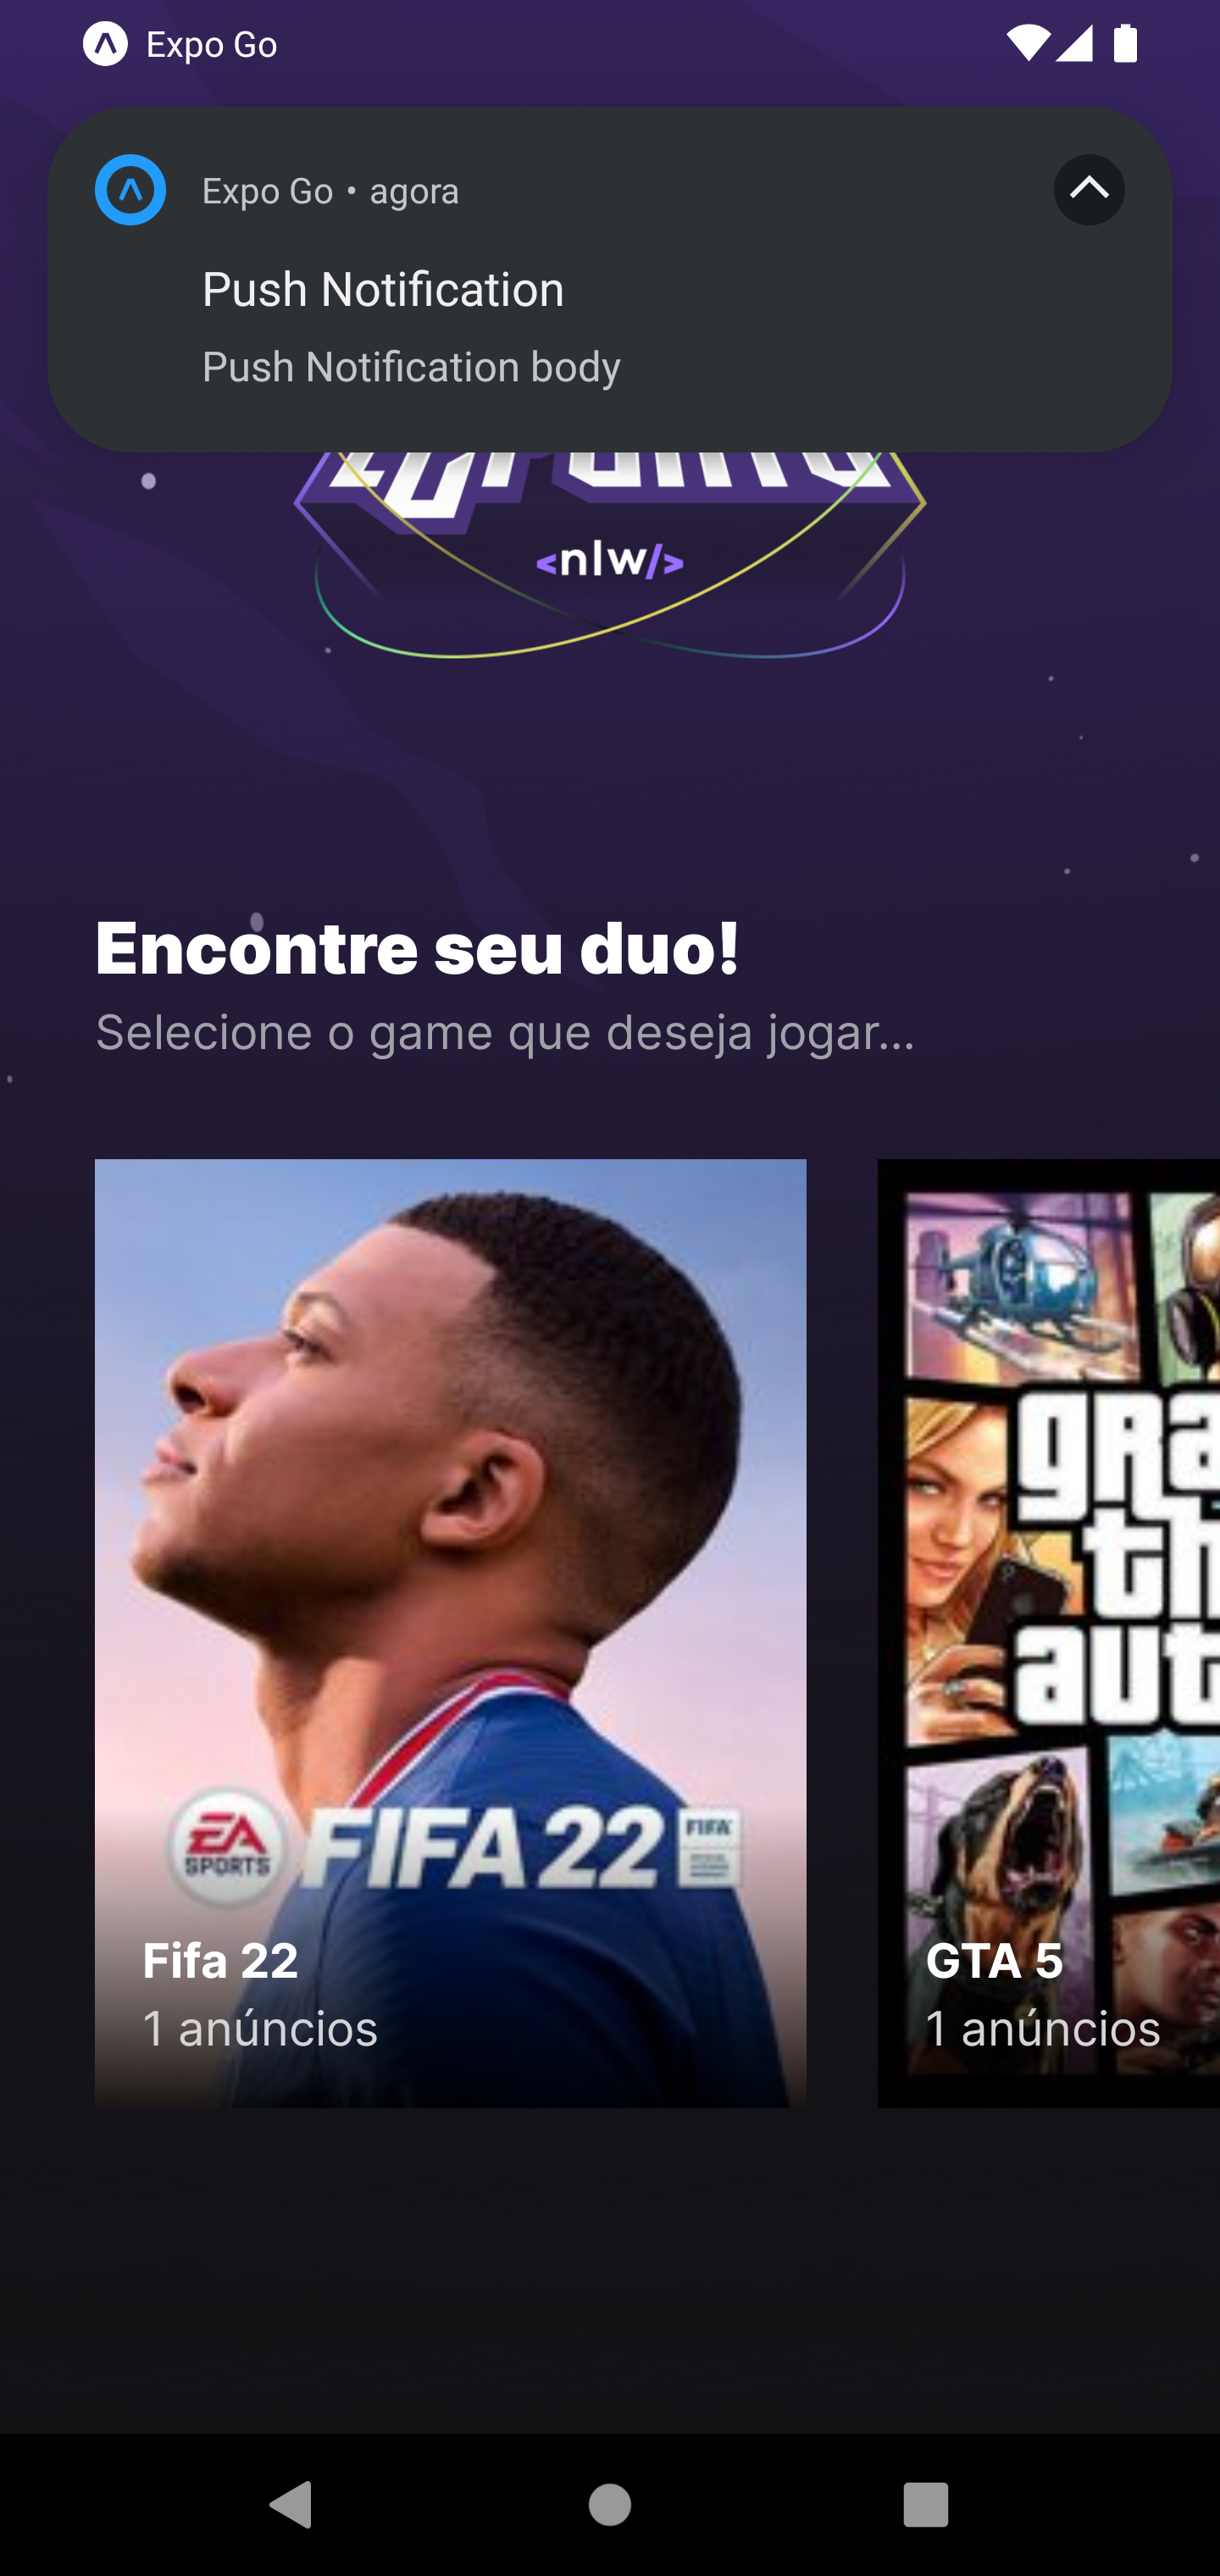 Expo Go
Expo Go • agora
Push Notification
Push Notification body
<nlw/>
Encontre seu duo!
Selecione o game que deseja jogar...
EA
SPORTS
FIFA 22
FIFA
Fifa 22
1 anúncios
gra
th
aut
GTA 5
1 anúncios